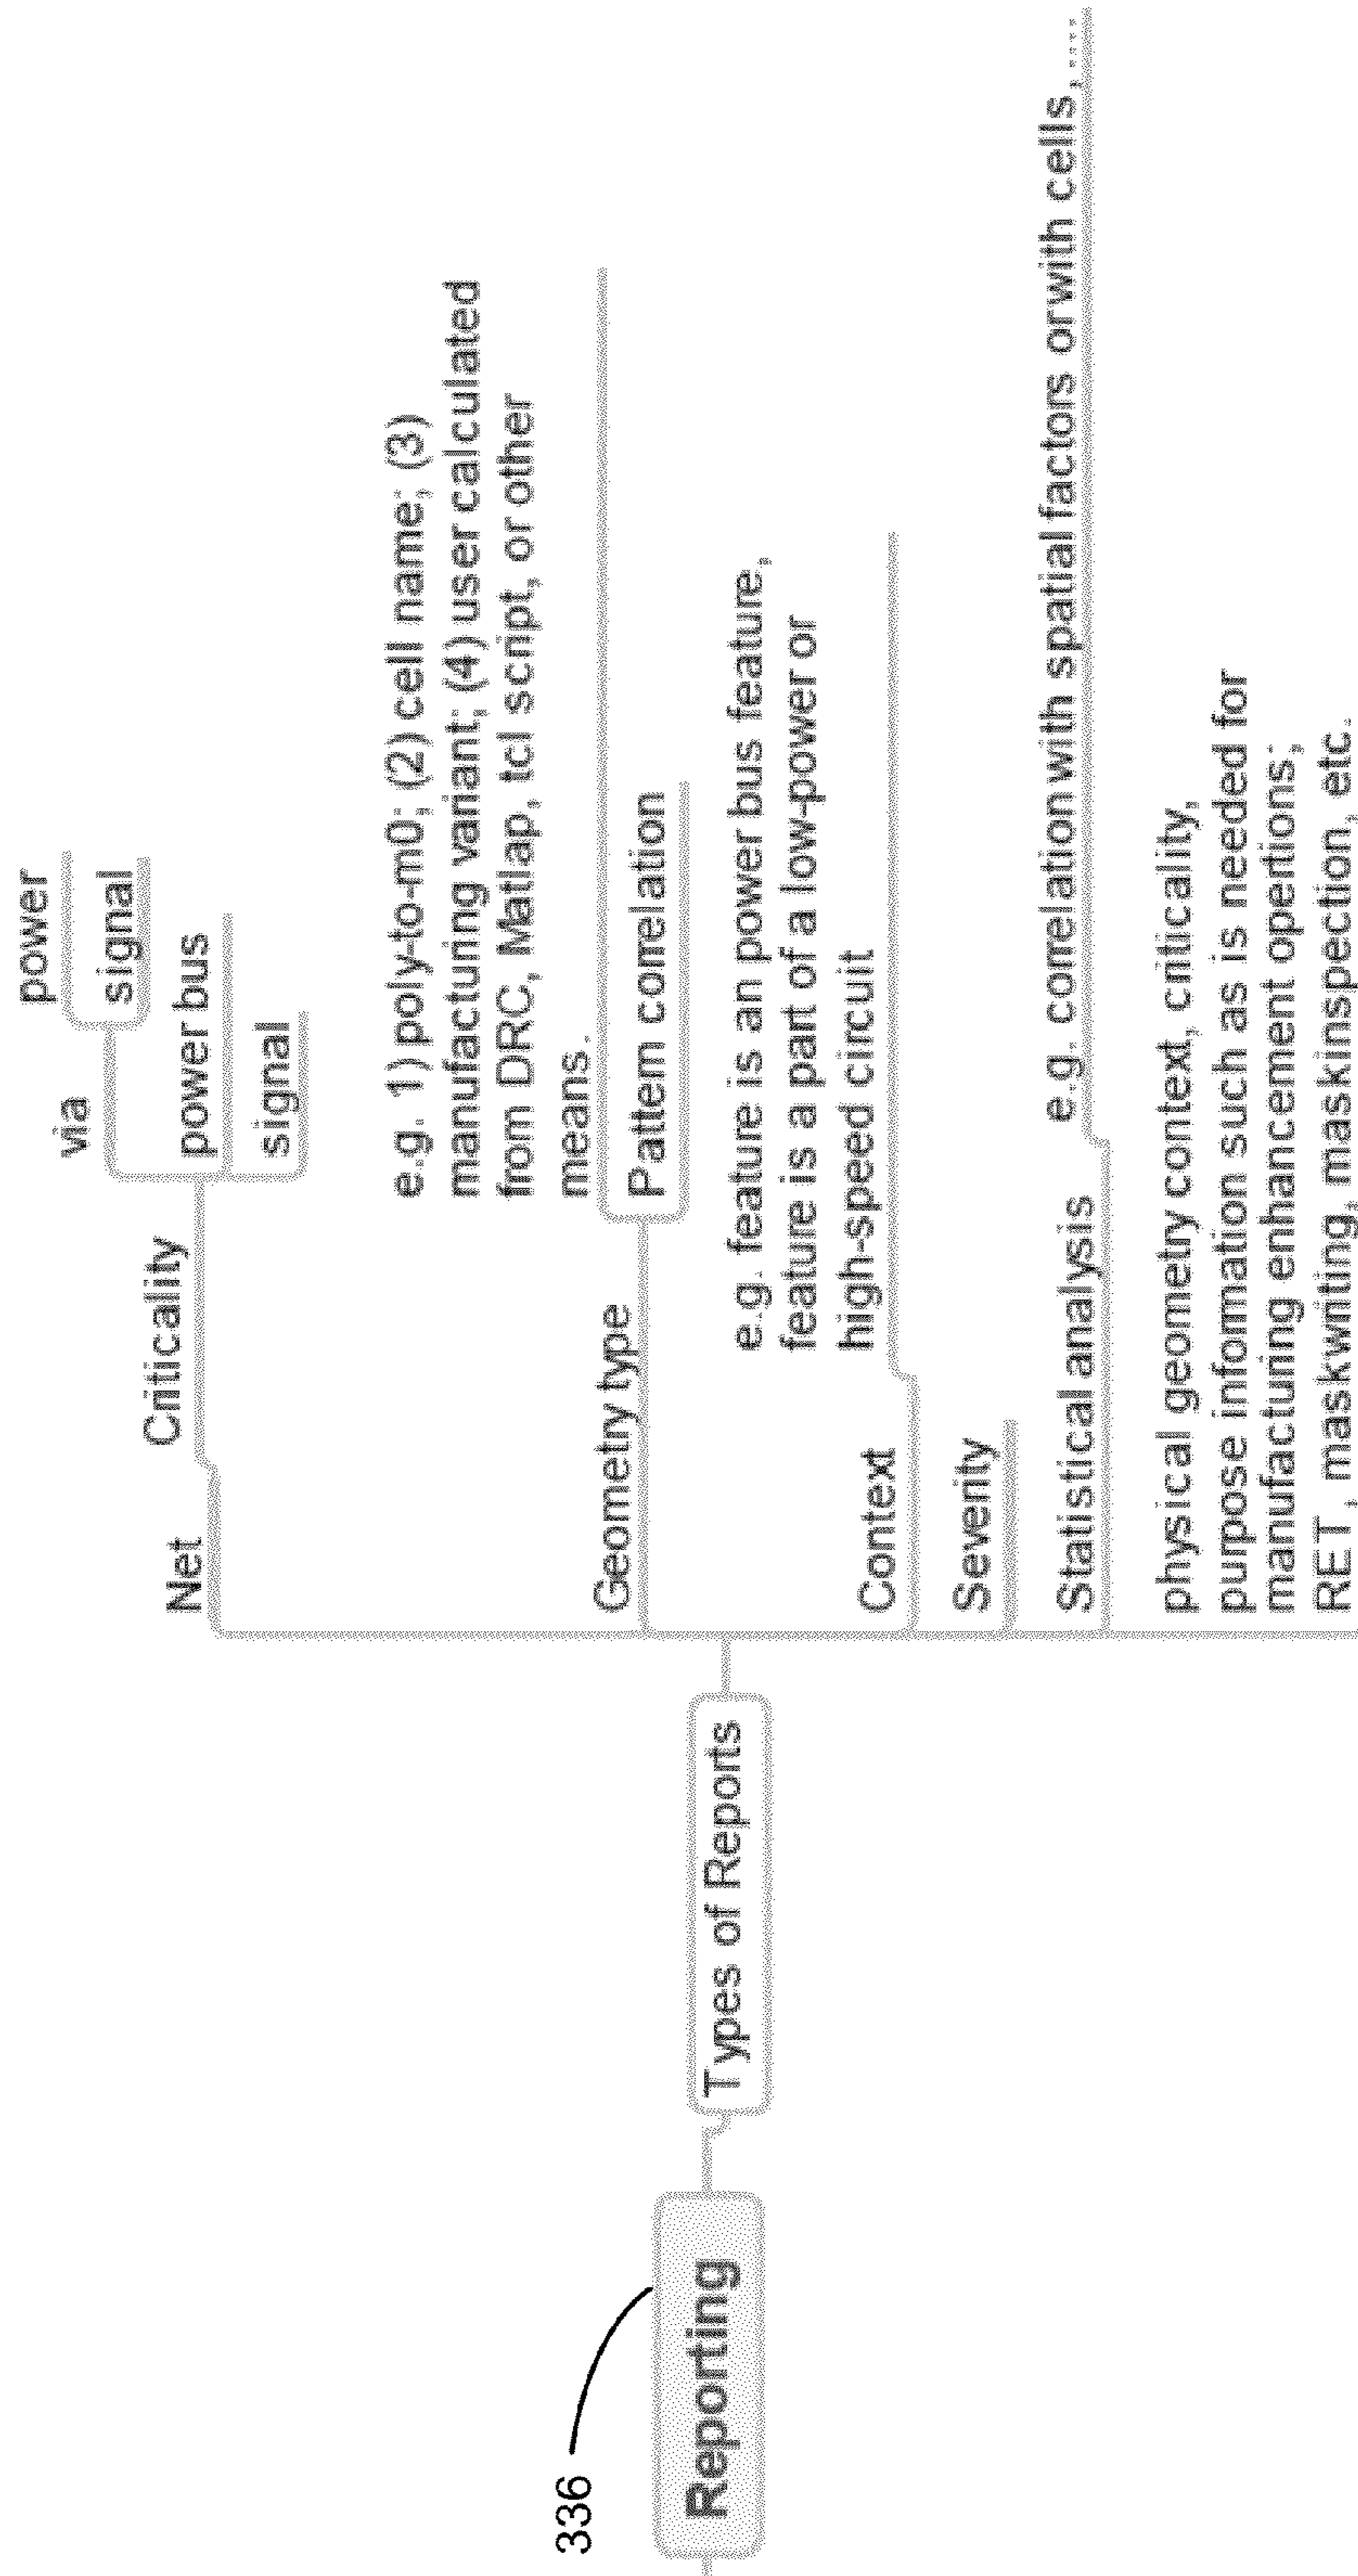 336
Reporting
Types of Reports
Net
Criticality
via
power
signal
power bus
signal
Geometry type
e.g. 1) poly-to-m0; (2) cell name; (3)
manufacturing variant; (4) user calculated
from DRC, Matlap, tcl script, or other
means.
Pattern correlation
Context
e.g. feature is an power bus feature,
feature is a part of a low-power or
high-speed circuit
Severity
Statistical analysis
e.g. correlation with spatial factors or with cells,....
physical geometry context, criticality,
purpose information such as is needed for
manufacturing enhancement opertions;
RET, maskwriting, mask inspection, etc.